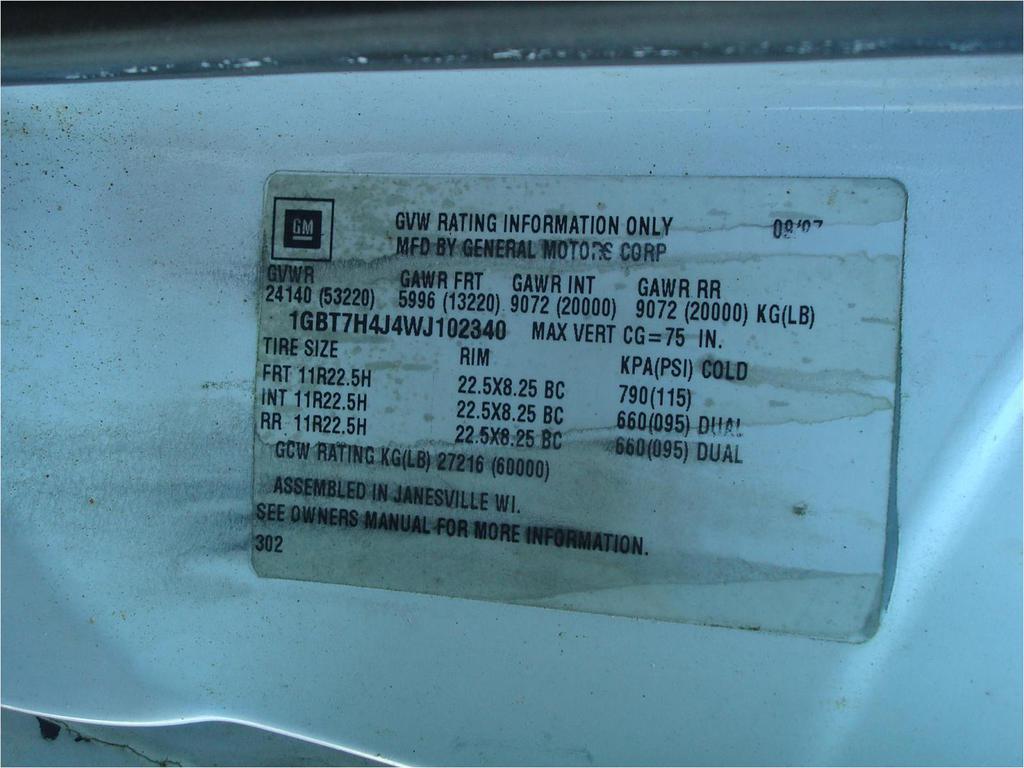 GM
GVW RATING INFORMATION ONLY
MFD BY GENERAL MOTORS CORP
GVWR GAWR FRT GAWR INT GAWR RR
24140 (53220) 5996 (13220) 9072 (20000) 9072 (20000) KG(LB)
1GBT7H4J4WJ102340 MAX VERT CG=75 IN.
TIRE SIZE RIM KPA(PSI) COLD
FRT 11R22.5H 22.5X8.25 BC 790(115)
INT 11R22.5H 22.5X8.25 BC 660(095) DUAL
RR 11R22.5H 22.5X8.25 BC 660(095) DUAL
GCW RATING KG(LB) 27216 (60000)
ASSEMBLED IN JANESVILLE WI.
SEE OWNERS MANUAL FOR MORE INFORMATION.
302